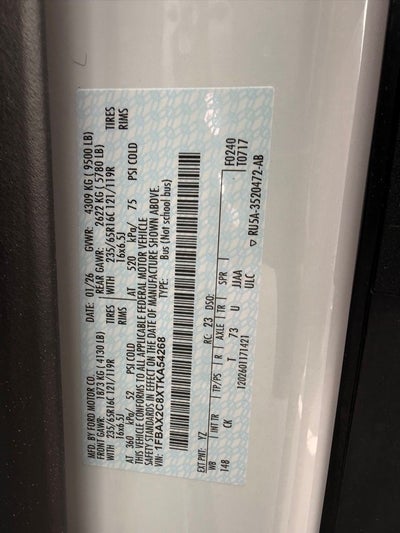 MFD. BY FORD MOTOR CO.
DATE: 01/26 GVWR: 4309 KG ( 9500 LB)
FRONT GAWR: 1873 KG ( 4130 LB) REAR GAWR: 2622 KG ( 5780 LB)
WITH 235/65R16C 121/119R TIRES WITH 235/65R16C 121/119R TIRES
16x6.5J RIMS 16x6.5J RIMS
AT 360 kPa/ 52 PSI COLD AT 520 kPa/ 75 PSI COLD
THIS VEHICLE CONFORMS TO ALL APPLICABLE FEDERAL MOTOR VEHICLE
SAFETY STANDARDS IN EFFECT ON THE DATE OF MANUFACTURE SHOWN ABOVE.
VIN: 1FBAX2C8XTKA54268 TYPE: Bus (Not school bus)
F0240
T0717
EXT PNT: YZ RC: 23 DSO:
WB INT TR TP/PS R AXLE TR SPR
148 CK T 73 U JJAA
ULC
1202601171421
▽ RU5A-3520472-AB